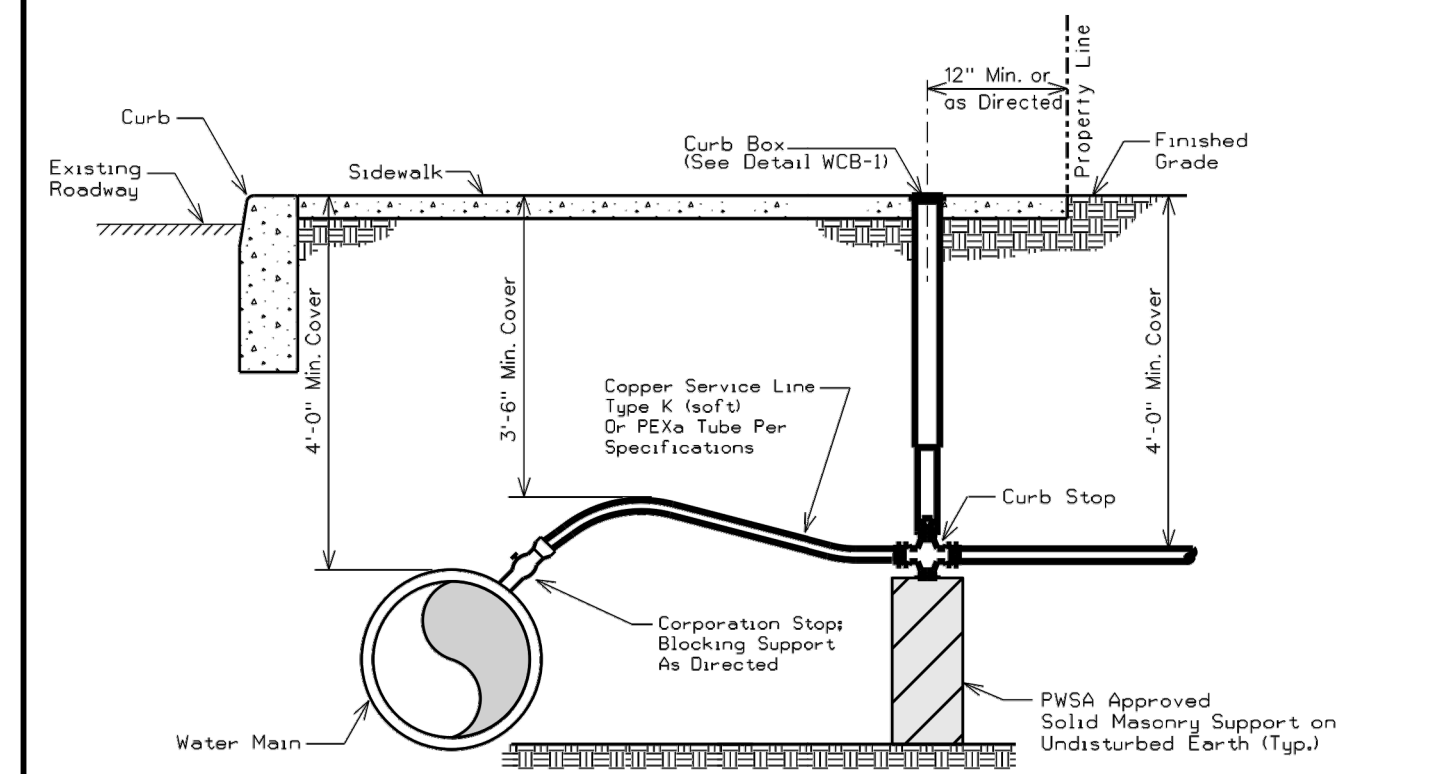 12" Min. or
as Directed
Property Line
Curb
Curb Box
(See Detail WCB-1)
Finished
Grade
Existing
Roadway
Sidewalk
4'-0" Min. Cover
3'-6" Min. Cover
4'-0" Min. Cover
Copper Service Line
Type K (soft)
Or PEXa Tube Per
Specifications
Curb Stop
Corporation Stop;
Blocking Support
As Directed
PWSA Approved
Solid Masonry Support on
Undisturbed Earth (Typ.)
Water Main